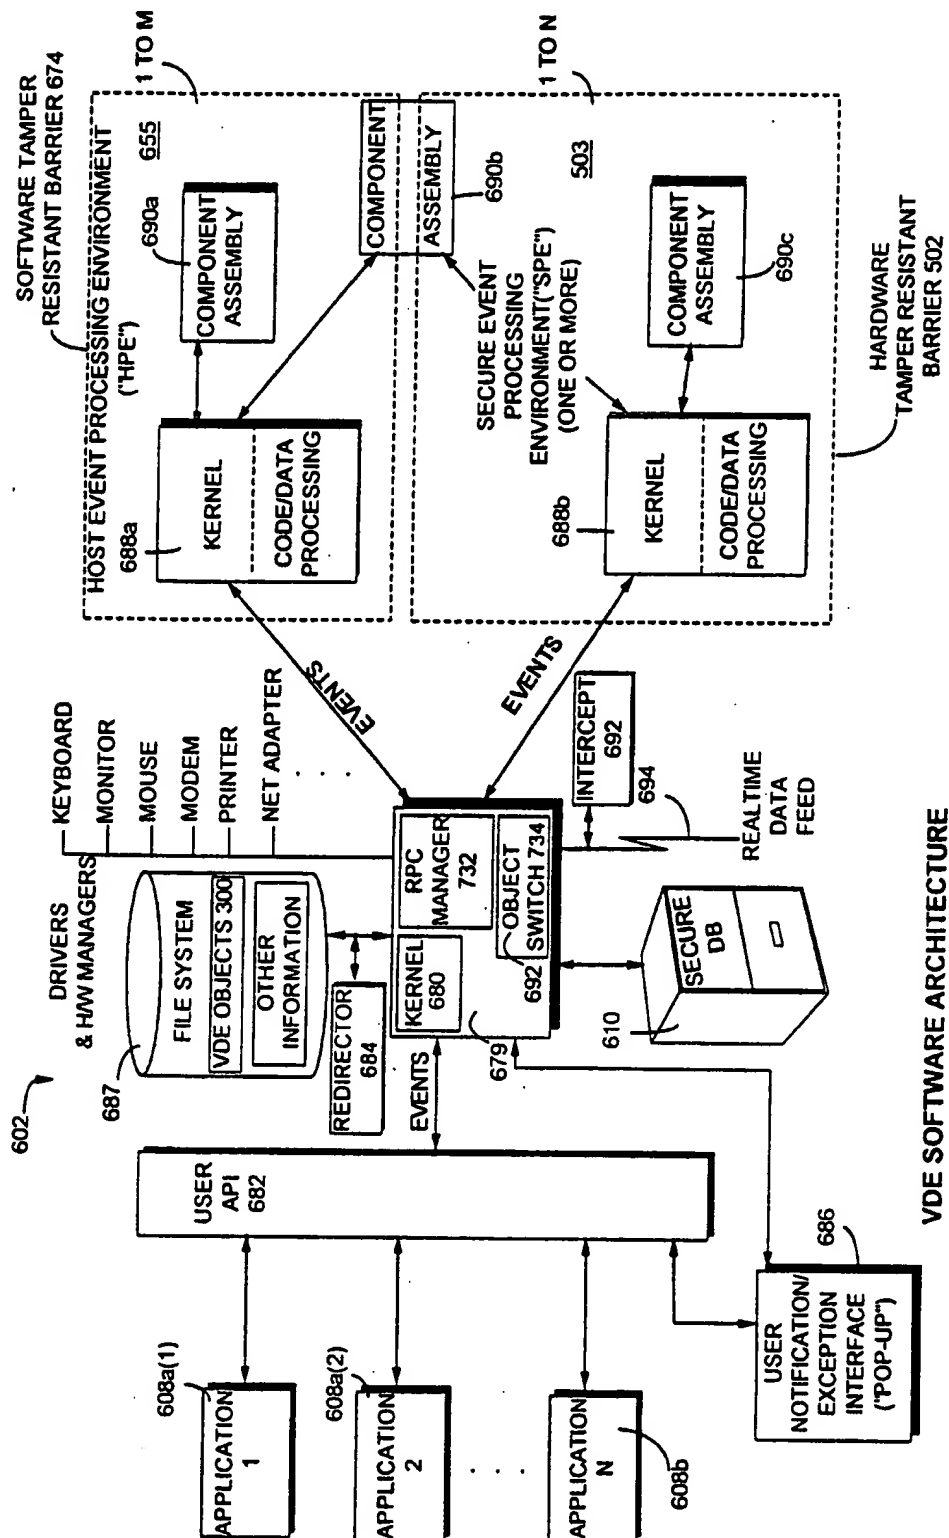 602
687
DRIVERS
& H/W MANAGERS
KEYBOARD
MONITOR
MOUSE
MODEM
PRINTER
NET ADAPTER
. . .
FILE SYSTEM
VDE OBJECTS 300
OTHER
INFORMATION
REDIRECTOR
684
SOFTWARE TAMPER
RESISTANT BARRIER 674
HOST EVENT PROCESSING ENVIRONMENT
("HPE")
1 TO M
655
688a
KERNEL
CODE/DATA
PROCESSING
690a
COMPONENT
ASSEMBLY
COMPONENT
ASSEMBLY
690b
1 TO N
503
SECURE EVENT
PROCESSING
ENVIRONMENT("SPE")
(ONE OR MORE)
688b
KERNEL
CODE/DATA
PROCESSING
COMPONENT
ASSEMBLY
690c
HARDWARE
TAMPER RESISTANT
BARRIER 502
EVENTS
EVENTS
608a(1)
APPLICATION
1
608a(2)
APPLICATION
2
. . . .
APPLICATION
N
608b
USER
API
682
EVENTS
KERNEL
680
RPC
MANAGER
732
692
OBJECT
SWITCH 734
679
INTERCEPT
692
694
REALTIME
DATA
FEED
610
SECURE
DB
USER
NOTIFICATION/
EXCEPTION
INTERFACE
("POP-UP")
686
VDE SOFTWARE ARCHITECTURE